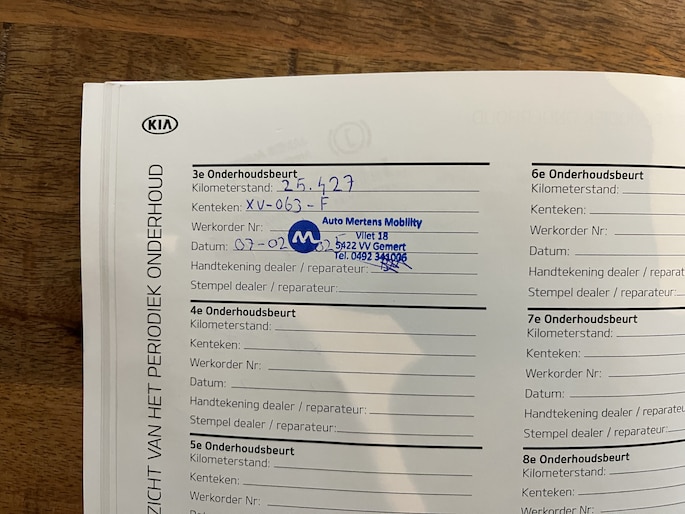 KIA
ZICHT VAN HET PERIODIEK ONDERHOUD
3e Onderhoudsbeurt
Kilometerstand: 25.427
Kenteken: XV-063-F
Werkorder Nr:
Datum: 07-02
Handtekening dealer / reparateur:
Stempel dealer / reparateur:
Auto Mertens Mobility
Vliet 18
5422 VV Gemert
Tel. 0492
4e Onderhoudsbeurt
Kilometerstand:
Kenteken:
Werkorder Nr:
Datum:
Handtekening dealer / reparateur:
Stempel dealer / reparateur:
5e Onderhoudsbeurt
Kilometerstand:
Kenteken:
Werkorder Nr:
6e Onderhoudsbeurt
Kilometerstand:
Kenteken:
Werkorder Nr:
Datum:
Handtekening dealer / reparat
Stempel dealer / reparateur:
7e Onderhoudsbeurt
Kilometerstand:
Kenteken:
Werkorder Nr:
Datum:
Handtekening dealer / reparateu
Stempel dealer / reparateur:
8e Onderhoudsbeurt
Kilometerstand:
Kenteken:
Werkorder Nr: